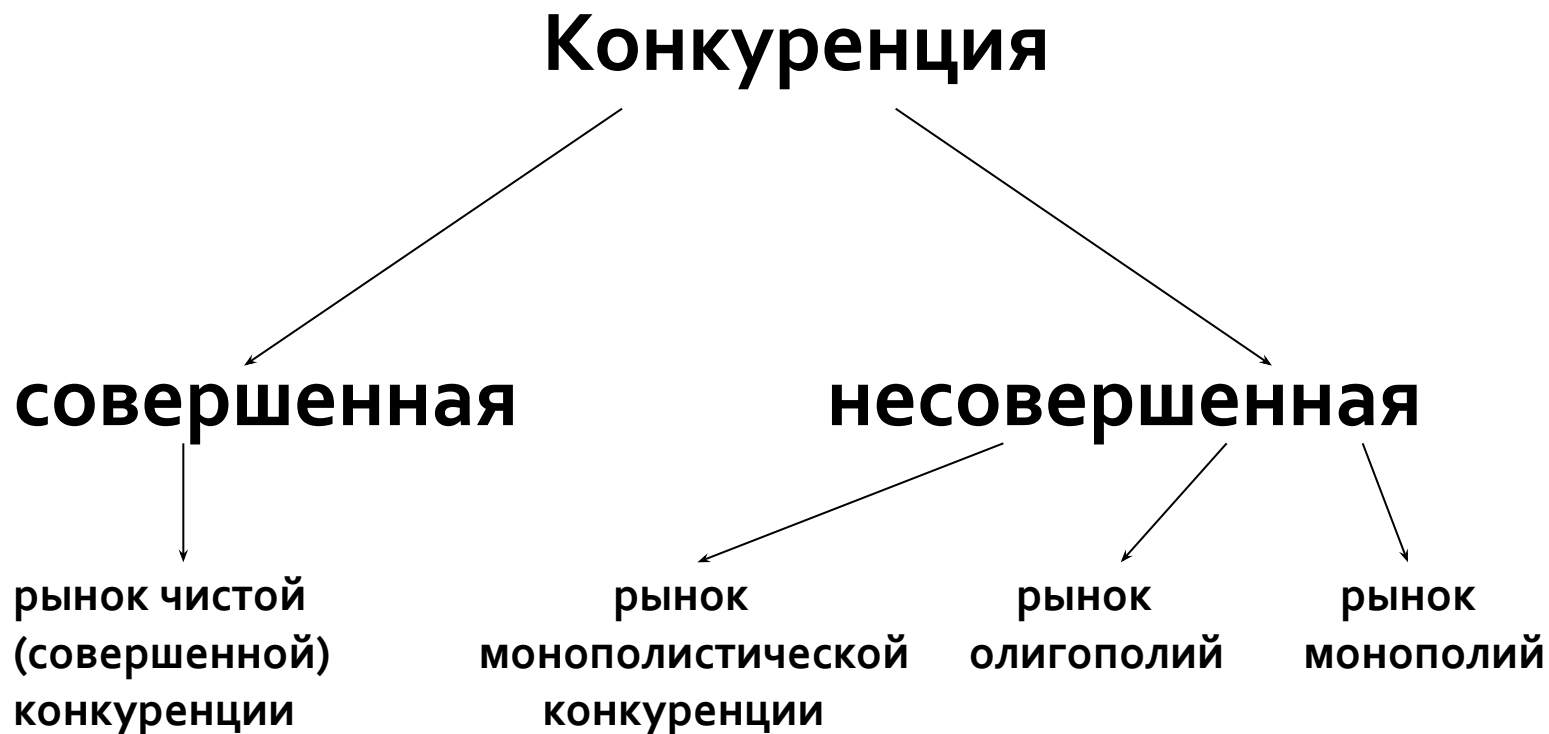 Конкуренция
совершенная
несовершенная
рынок чистой
(совершенной)
конкуренции
рынок
монополистической
конкуренции
рынок
олигополий
рынок
монополий